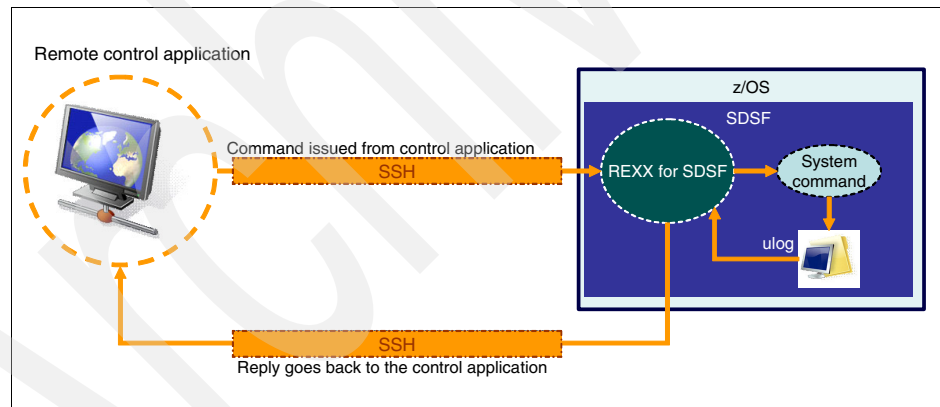 Remote control application
z/OS
SDSF
Command issued from control application
SSH
REXX for SDSF
System
command
ulog
SSH
Reply goes back to the control application